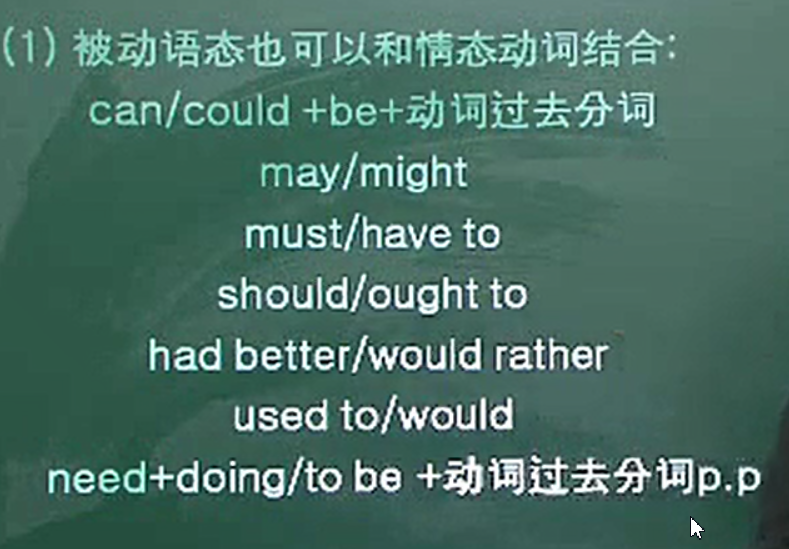 (1) 被动语态也可以和情态动词结合:
can/could +be+动词过去分词
may/might
must/have to
should/ought to
had better/would rather
used to/would
need+doing/to be +动词过去分词p.p